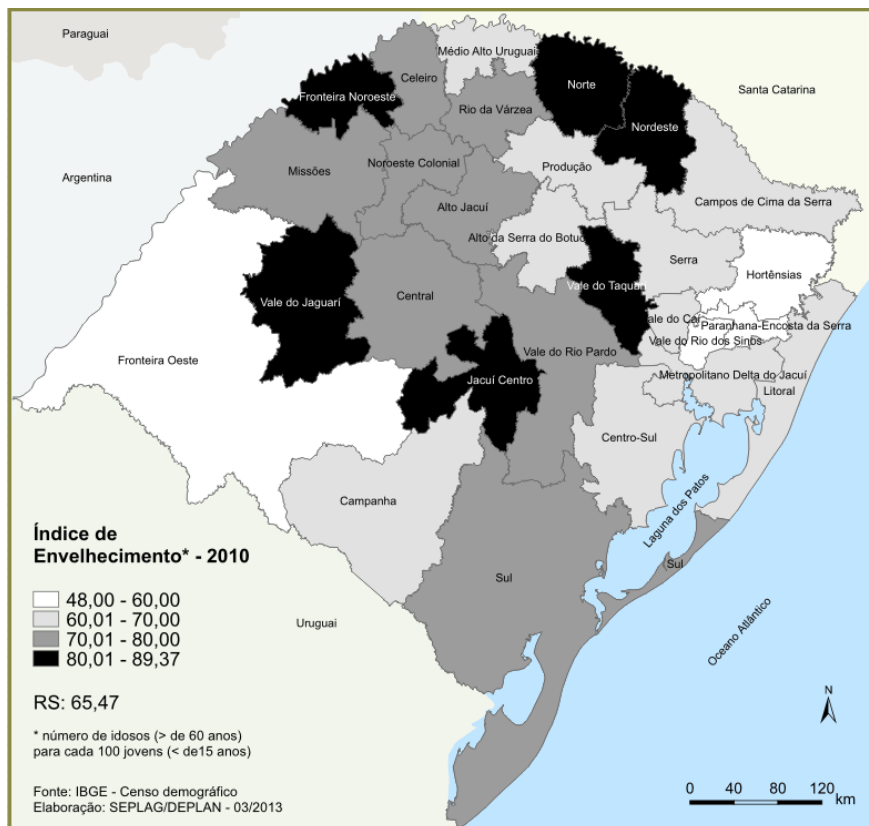 Paraguai
Médio Alto Uruguai
Celeiro
Fronteira Noroeste
Norte
Santa Catarina
Rio da Várzea
Nordeste
Argentina
Missões
Noroeste Colonial
Produção
Campos de Cima da Serra
Alto Jacuí
Alto da Serra do Botuc
Serra
Hortênsias
Vale do Taquari
Vale do Jaguarí
Central
ale do Caí
Paranhana-Encosta da Serra
Vale do Rio dos Sinos
Vale do Rio Pardo
Fronteira Oeste
Jacuí Centro
Metropolitano Delta do Jacuí
Litoral
Centro-Sul
Campanha
Laguna dos Patos
Sul
Sul
Uruguai
Oceano Atlântico
Índice de
Envelhecimento* - 2010
48,00 - 60,00
60,01 - 70,00
70,01 - 80,00
80,01 - 89,37
RS: 65,47
* número de idosos (> de 60 anos)
para cada 100 jovens (< de15 anos)
Fonte: IBGE - Censo demográfico
Elaboração: SEPLAG/DEPLAN - 03/2013
N
0 20 40 80 120
km